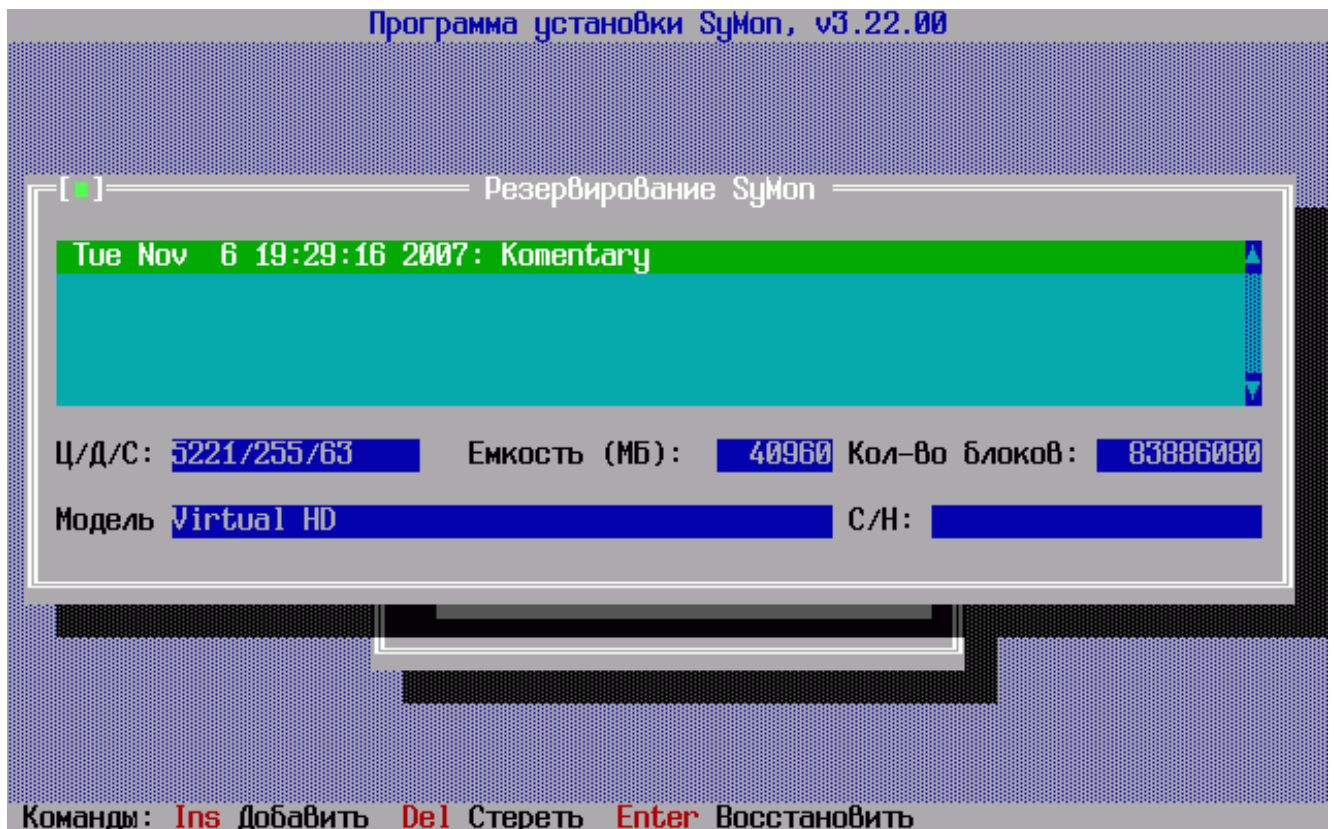 Программа установки SyMon, v3.22.00
Резервирование SyMon
Tue Nov  6 19:29:16 2007: Komentary
Ц/Д/С: 5221/255/63 Емкость (МБ): 40960 Кол-во блоков: 83886080
Модель Virtual HD С/Н:
Команды: Ins Добавить Del Стереть Enter Восстановить